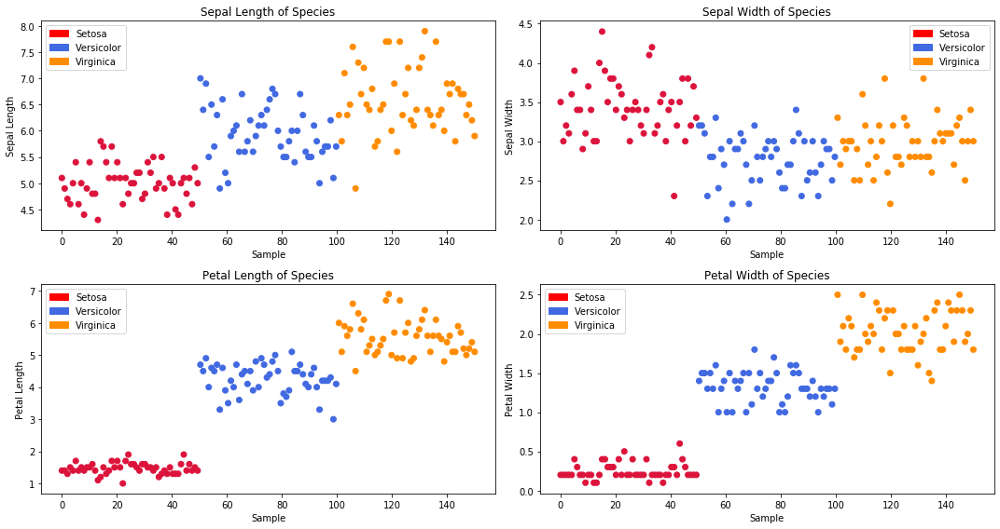 Sepal Length of Species
Sepal Length
8.0
7.5
7.0
6.5
6.0
5.5
5.0
4.5
Setosa
Versicolor
Virginica
0 20 40 60 80 100 120 140
Sample
Sepal Width of Species
Sepal Width
4.5
4.0
3.5
3.0
2.5
2.0
Setosa
Versicolor
Virginica
0 20 40 60 80 100 120 140
Sample
Petal Length of Species
Petal Length
7
6
5
4
3
2
1
Setosa
Versicolor
Virginica
0 20 40 60 80 100 120 140
Sample
Petal Width of Species
Petal Width
2.5
2.0
1.5
1.0
0.5
0.0
Setosa
Versicolor
Virginica
0 20 40 60 80 100 120 140
Sample